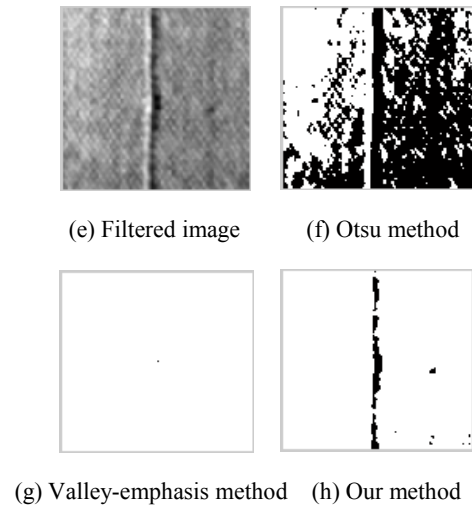 (e) Filtered image (f) Otsu method
(g) Valley-emphasis method (h) Our method